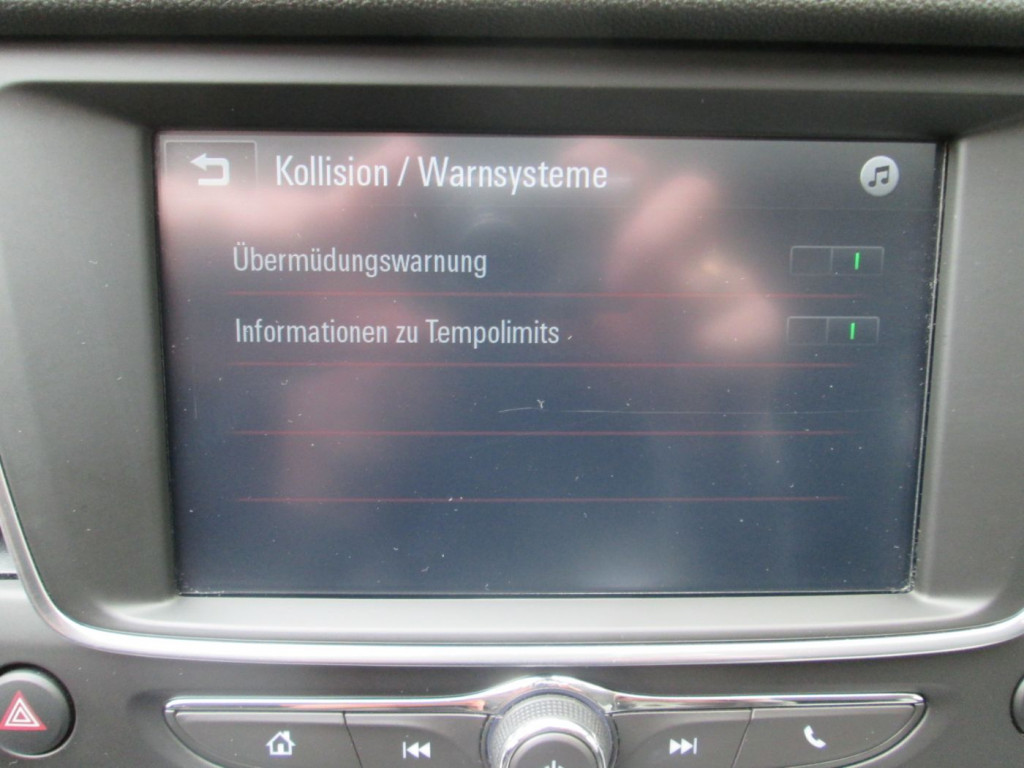 Kollision / Warnsysteme
Übermüdungswarnung
Informationen zu Tempolimits